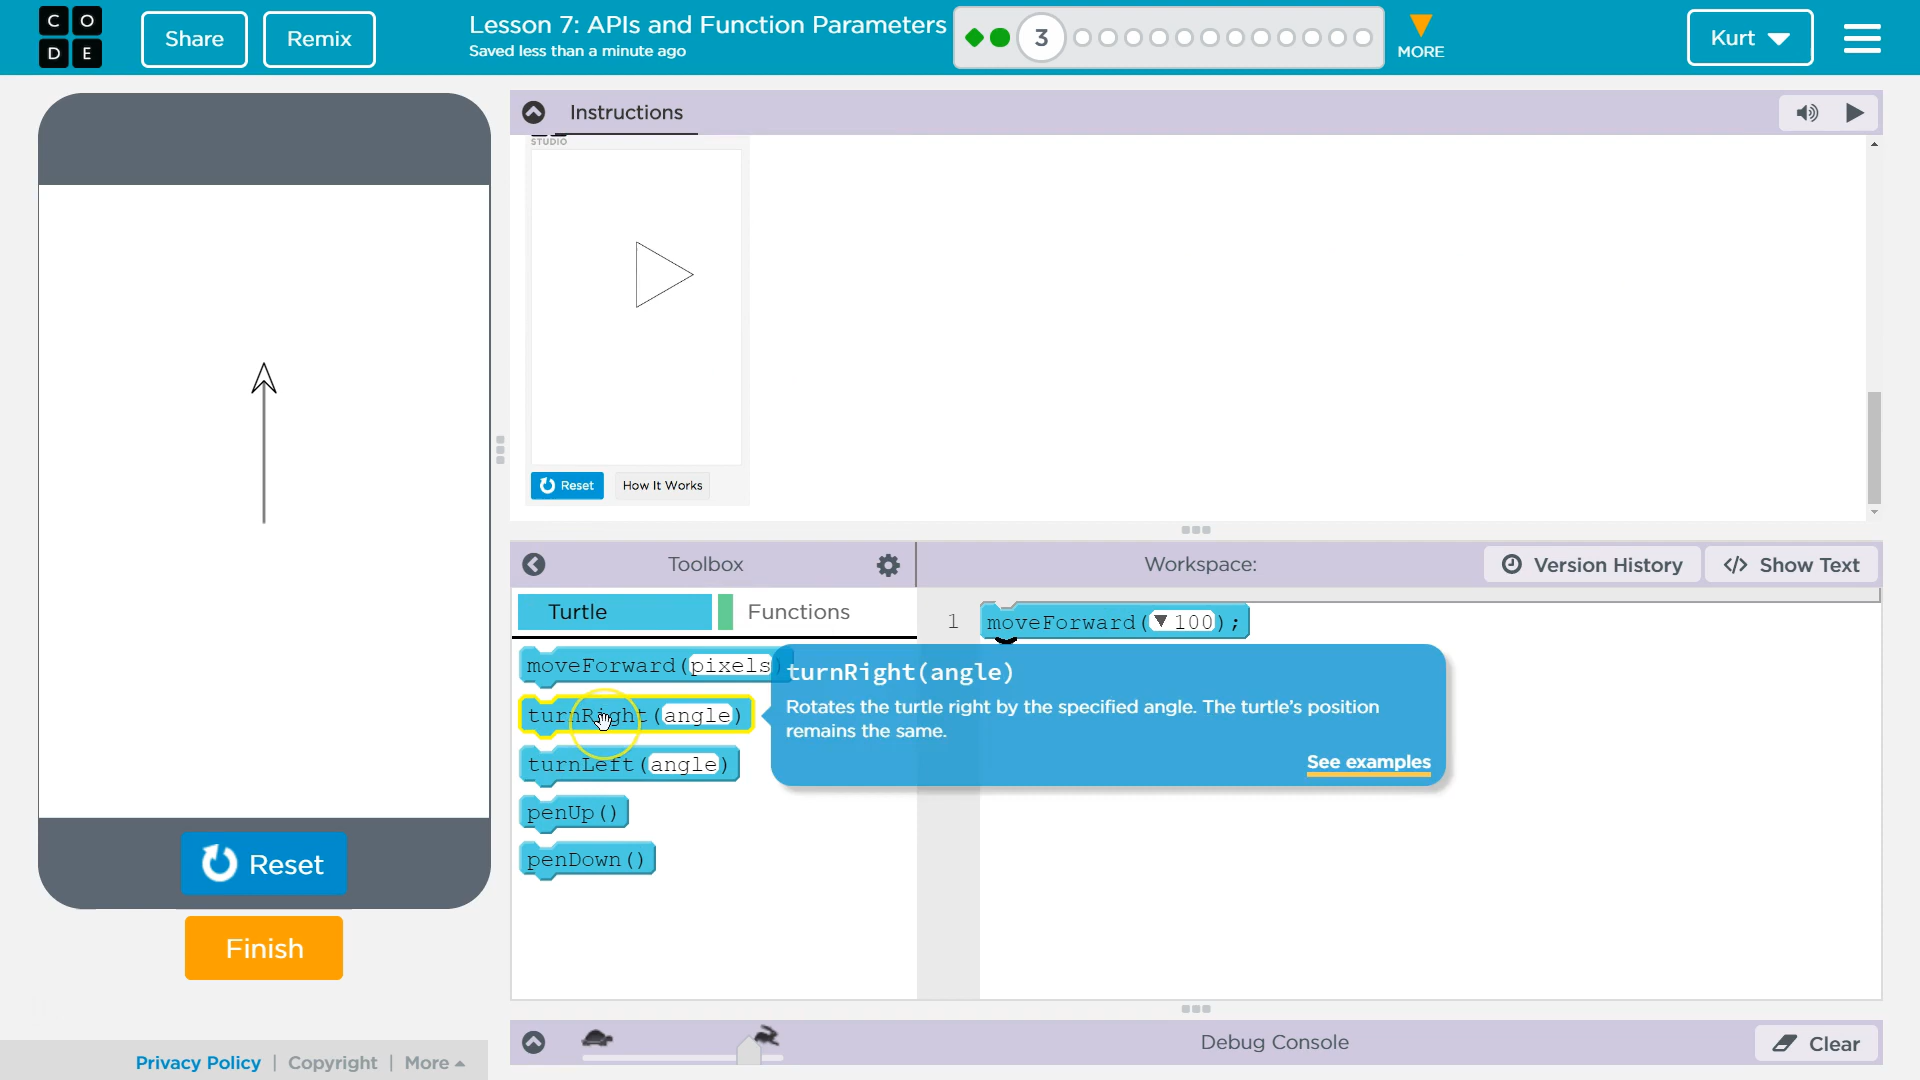 CODE
Share
Remix
Lesson 7: APIs and Function Parameters
Saved less than a minute ago
3
MORE
Kurt
Instructions
STUDIO
Reset
How It Works
Toolbox
Workspace:
Version History
</> Show Text
Turtle
Functions
1
moveForward(▼100);
moveForward(pixels)
turnRight(angle)
turnLeft(angle)
penUp()
penDown()
turnRight(angle)
Rotates the turtle right by the specified angle. The turtle's position
remains the same.
See examples
Reset
Finish
Debug Console
Clear
Privacy Policy | Copyright | More